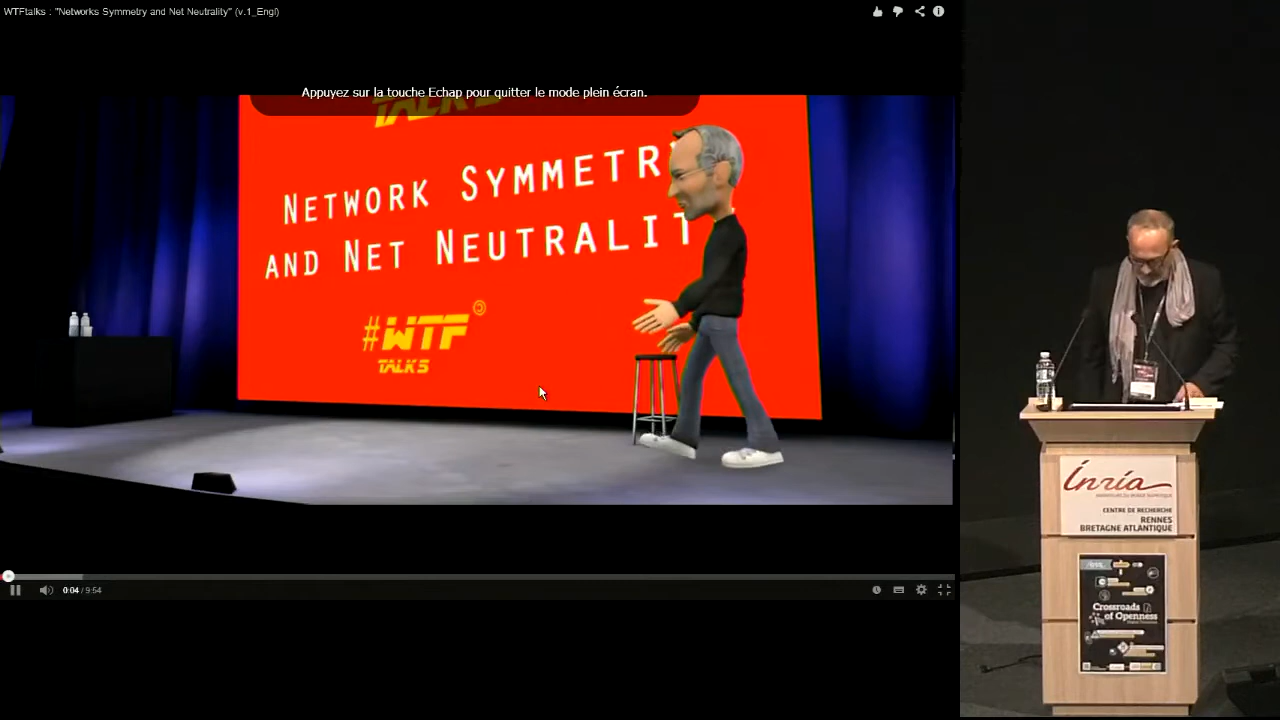 WTFtalks : "Networks Symmetry and Net Neutrality" (v.1_Engl)
Appuyez sur la touche Echap pour quitter le mode plein écran.
TALKS
NETWORK SYMMETR
AND NET NEUTRALIT
#WTF ©
TALKS
0:04 / 9:54
Inria
CENTRE DE RECHERCHE
RENNES
BRETAGNE ATLANTIQUE
Crossroads
of Openness